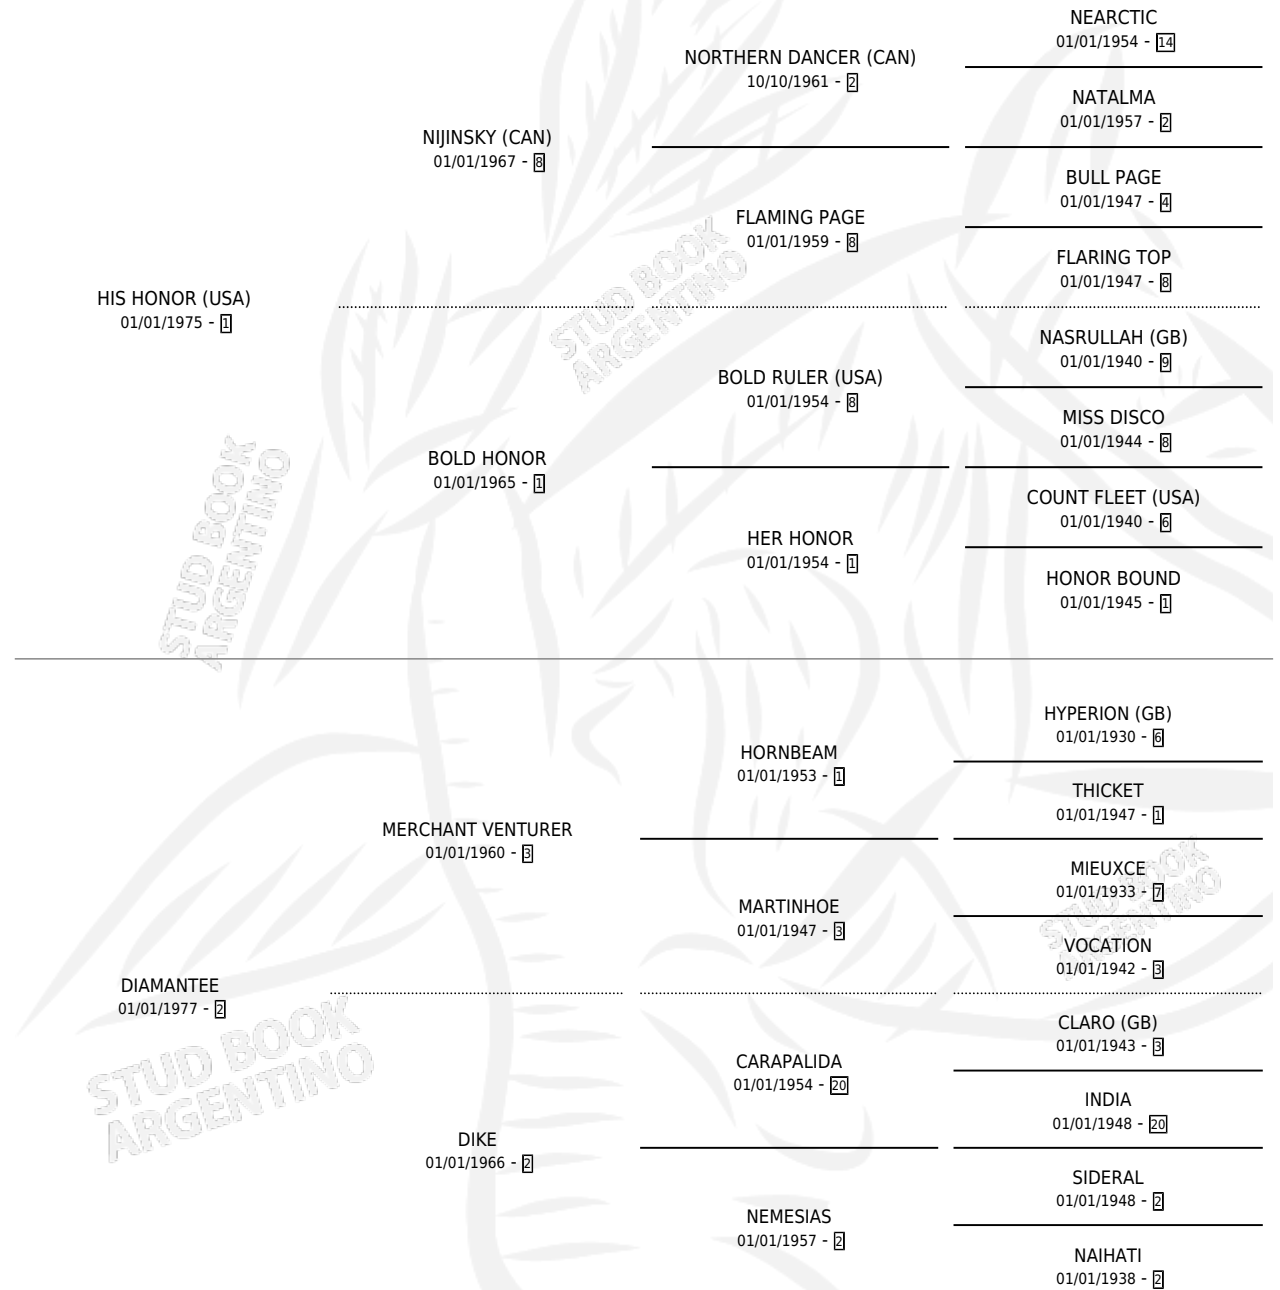 NEARCTIC
01/01/1954 - 14
NORTHERN DANCER (CAN)
10/10/1961 - 2
NATALMA
01/01/1957 - 2
NIJINSKY (CAN)
01/01/1967 - 8
BULL PAGE
01/01/1947 - 4
FLAMING PAGE
01/01/1959 - 8
FLARING TOP
01/01/1947 - 8
HIS HONOR (USA)
01/01/1975 - 1
NASRULLAH (GB)
01/01/1940 - 9
BOLD RULER (USA)
01/01/1954 - 8
MISS DISCO
01/01/1944 - 8
BOLD HONOR
01/01/1965 - 1
COUNT FLEET (USA)
01/01/1940 - 6
HER HONOR
01/01/1954 - 1
HONOR BOUND
01/01/1945 - 1
HYPERION (GB)
01/01/1930 - 6
HORNBEAM
01/01/1953 - 1
THICKET
01/01/1947 - 1
MERCHANT VENTURER
01/01/1960 - 3
MIEUXCE
01/01/1933 - 7
MARTINHOE
01/01/1947 - 3
VOCATION
01/01/1942 - 3
DIAMANTEE
01/01/1977 - 2
CLARO (GB)
01/01/1943 - 3
CARAPALIDA
01/01/1954 - 20
INDIA
01/01/1948 - 20
DIKE
01/01/1966 - 2
SIDERAL
01/01/1948 - 2
NEMESIAS
01/01/1957 - 2
NAIHATI
01/01/1938 - 2
STUD BOOK
ARGENTINO
STUD BOOK
ARGENTINO
STUD BOOK
ARGENTINO
STUD BOOK
ARGENTINO